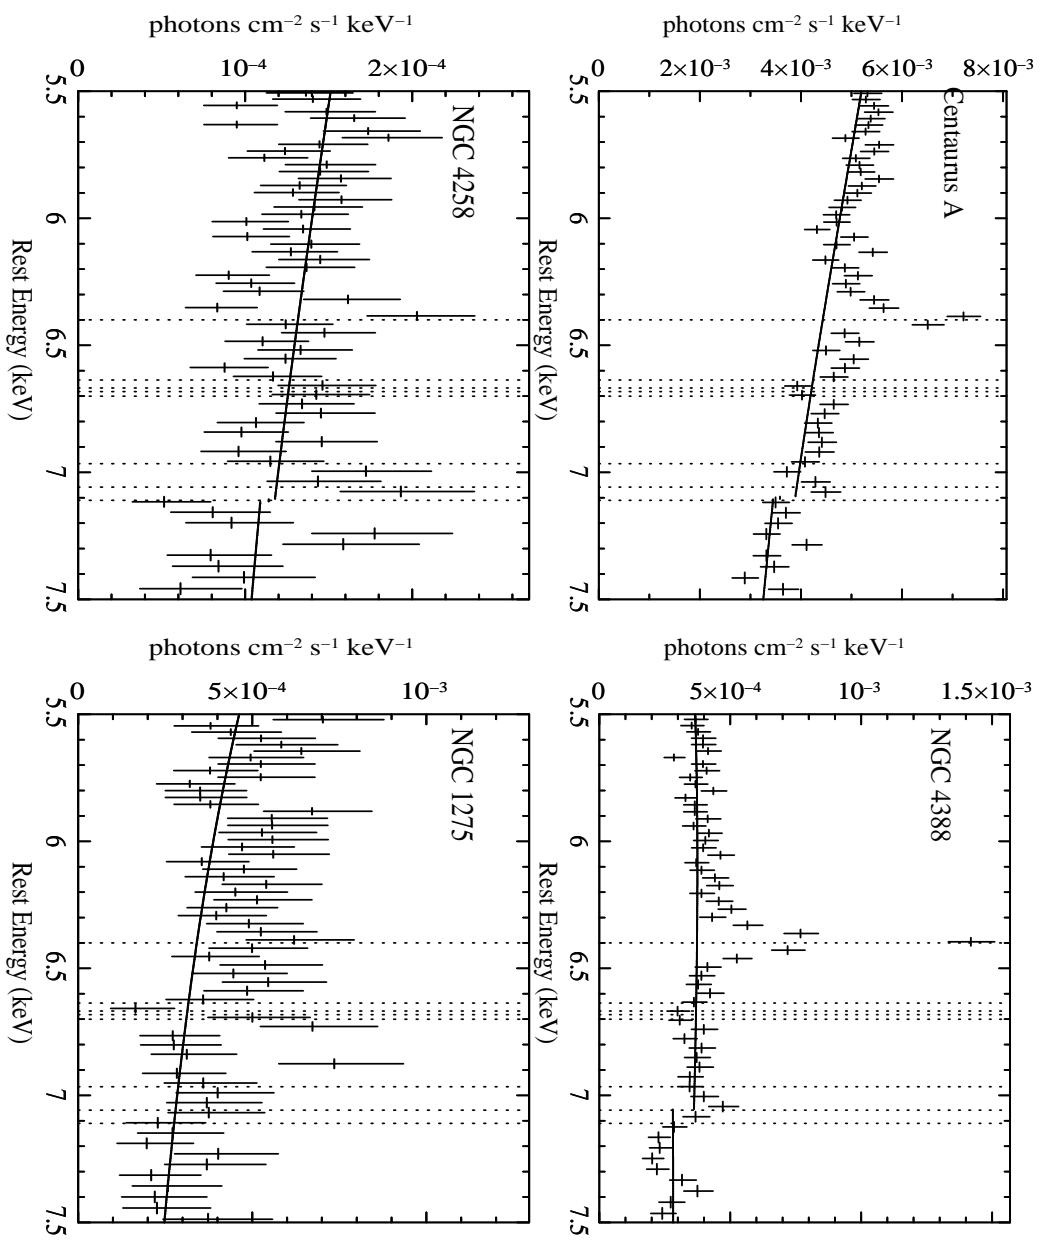 photons cm⁻² s⁻¹ keV⁻¹
0 10⁻⁴ 2×10⁻⁴
5.5 6 6.5 7 7.5
Rest Energy (keV)
NGC 4258
photons cm⁻² s⁻¹ keV⁻¹
0 2×10⁻³ 4×10⁻³ 6×10⁻³ 8×10⁻³
5.5 6 6.5 7 7.5
Rest Energy (keV)
Centaurus A
photons cm⁻² s⁻¹ keV⁻¹
0 5×10⁻⁴ 10⁻³
5.5 6 6.5 7 7.5
Rest Energy (keV)
NGC 1275
photons cm⁻² s⁻¹ keV⁻¹
0 5×10⁻⁴ 10⁻³ 1.5×10⁻³
5.5 6 6.5 7 7.5
Rest Energy (keV)
NGC 4388